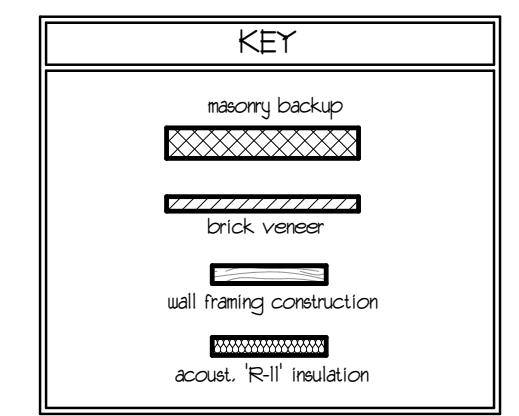 KEY
masonry backup
brick veneer
wall framing construction
acoust. 'R-11' insulation